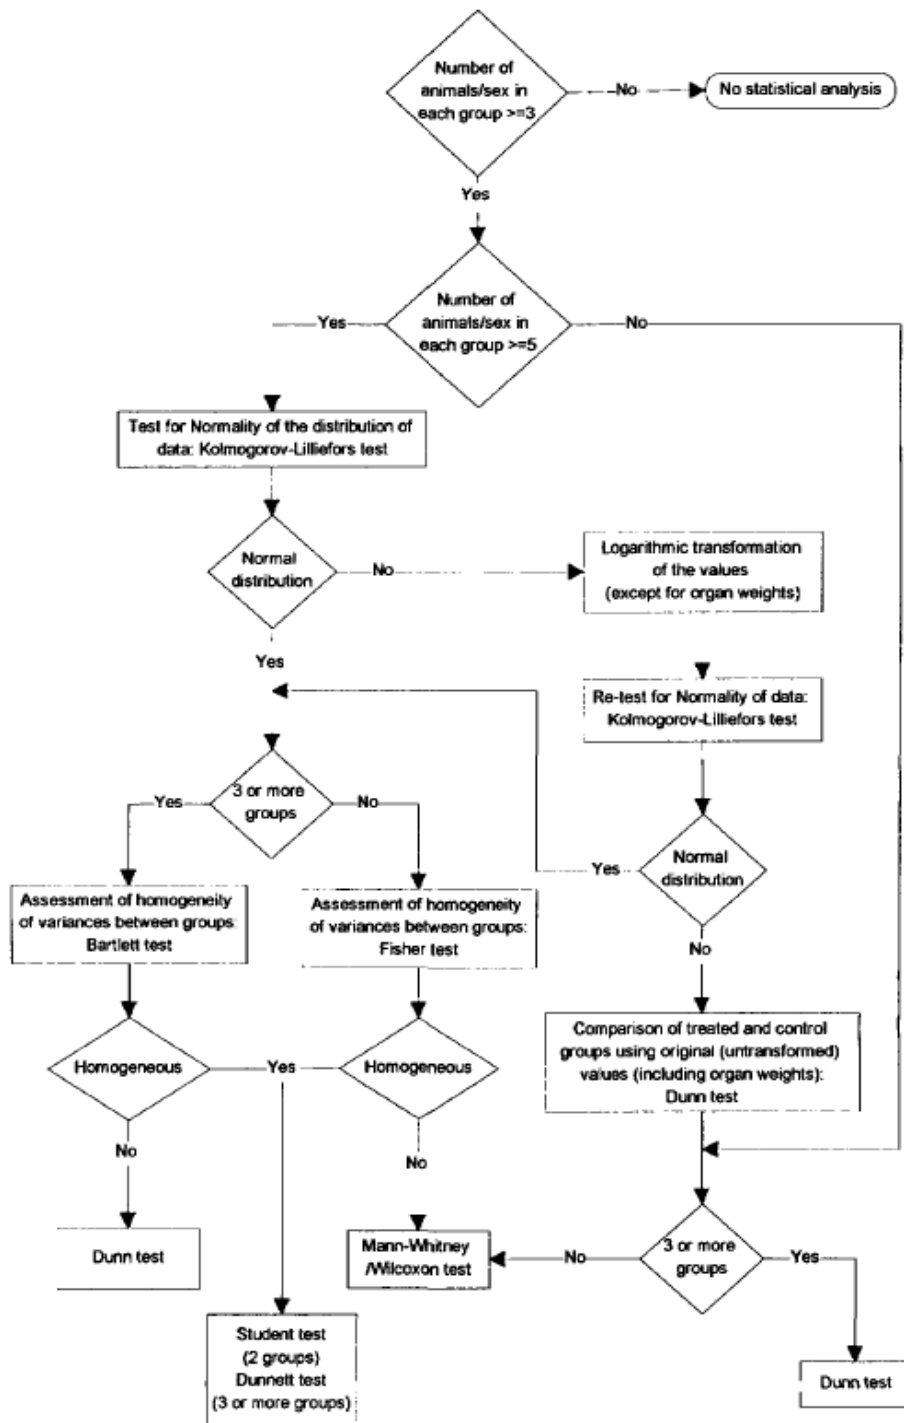 Number of
animals/sex in
each group >=3
No
No statistical analysis
Yes
Number of
animals/sex in
each group >=5
Yes
No
Test for Normality of the distribution of
data: Kolmogorov-Lilliefors test
Normal
distribution
No
Logarithmic transformation
of the values
(except for organ weights)
Yes
Re-test for Normality of data:
Kolmogorov-Lilliefors test
3 or more
groups
Yes
No
Normal
distribution
Yes
No
Assessment of homogeneity
of variances between groups:
Bartlett test
Assessment of homogeneity
of variances between groups:
Fisher test
Comparison of treated and control
groups using original (untransformed)
values (including organ weights):
Dunn test
Homogeneous
Yes
Homogeneous
No
No
Dunn test
Mann-Whitney
/Wilcoxon test
No
3 or more
groups
Yes
Student test
(2 groups)
Dunnett test
(3 or more groups)
Dunn test